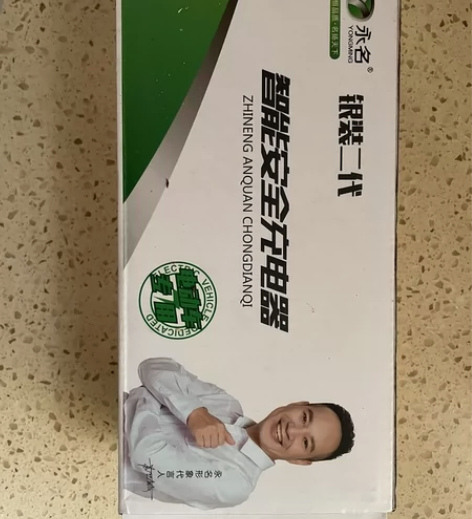 永名®
YONGMING
银装二代
智能安全充电器
ZHINENG ANQUAN CHONGDIANQI
ELECTRIC VEHICLE
电动车
专用
DEDICATED
永名形象代言人